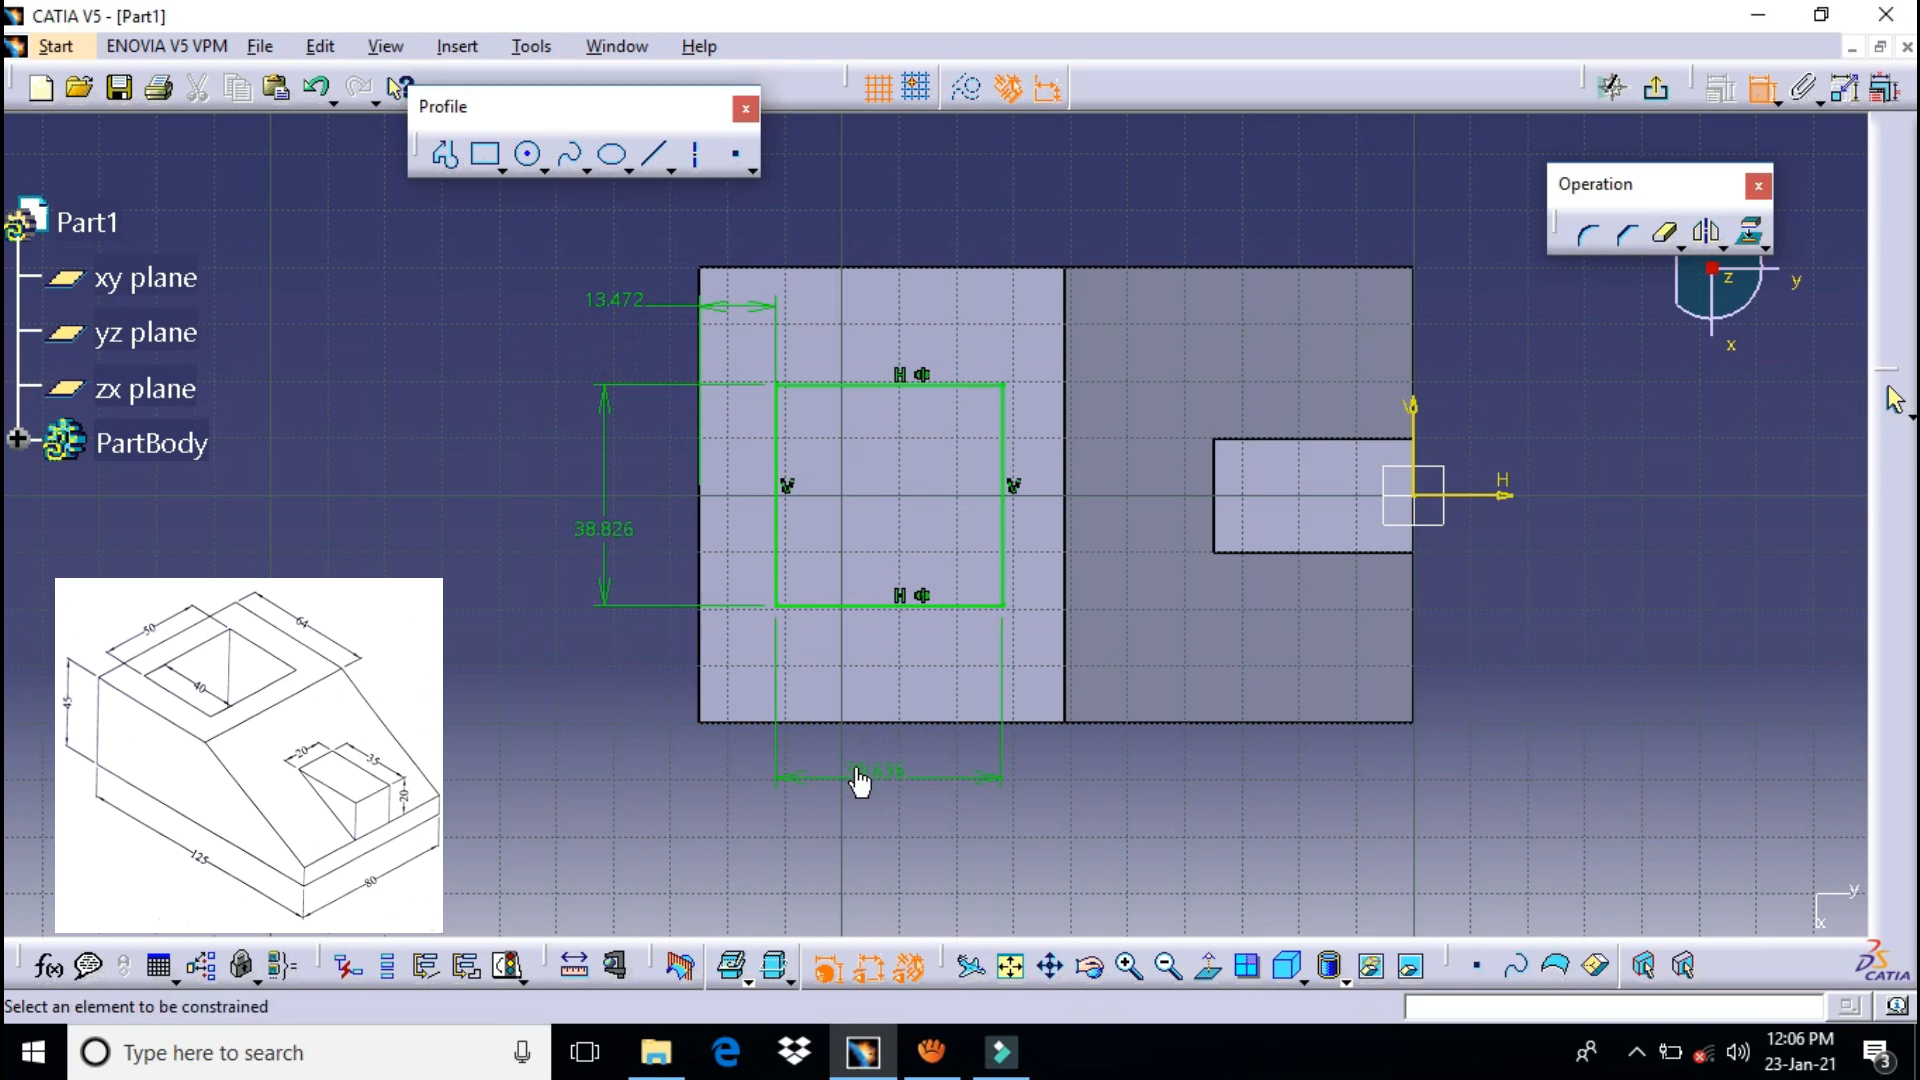 CATIA V5 - [Part1]
Start ENOVIA V5 VPM File Edit View Insert Tools Window Help
Profile
Operation
Part1
xy plane
yz plane
zx plane
PartBody
13.472
H
38.826
V
V
H
V
H
z
y
x
50
64
40
45
20
35
20
125
80
y
x
f(x)
CATIA
Select an element to be constrained
Type here to search
12:06 PM
23-Jan-21
3